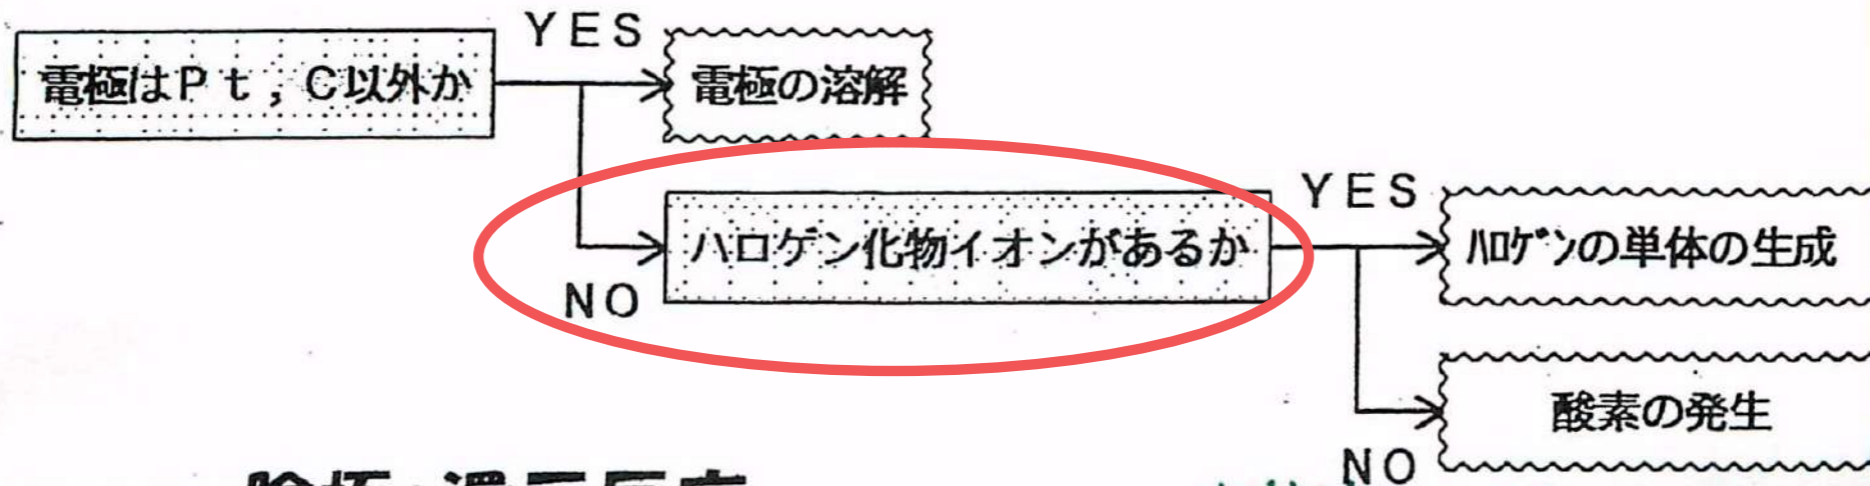 YES
電極はPt，C以外か
電極の溶解
YES
ハロゲン化物イオンがあるか
ﾊﾛｹﾞﾝの単体の生成
NO
酸素の発生
NO